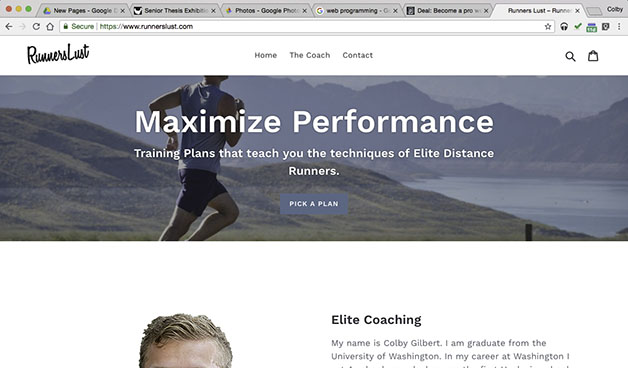 New Pages - Google D
Senior Thesis Exhibitio
Photos - Google Photo
web programming - Go
Deal: Become a pro w
Runners Lust – Runne
Colby
Secure
https://www.runnerslust.com
RunnersLust
Home
The Coach
Contact
Maximize Performance
Training Plans that teach you the techniques of Elite Distance
Runners.
PICK A PLAN
Elite Coaching
My name is Colby Gilbert. I am graduate from the
University of Washington. In my career at Washington I